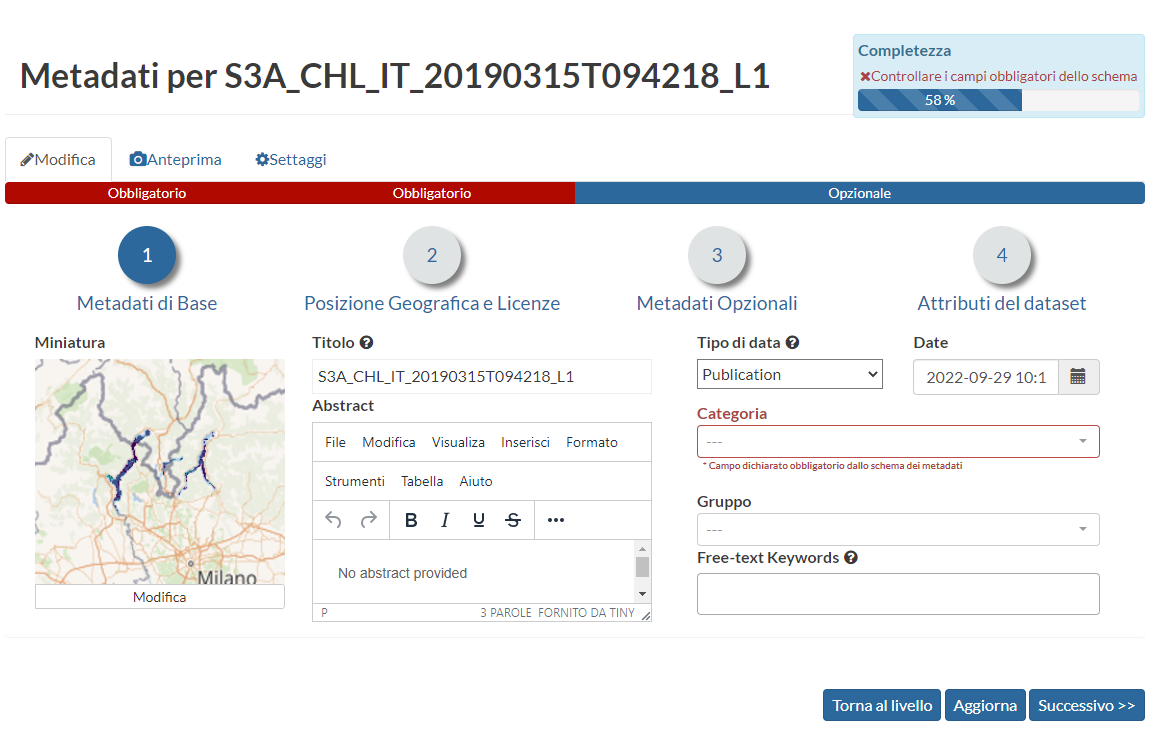 Metadati per S3A_CHL_IT_20190315T094218_L1
Completezza
Controllare i campi obbligatori dello schema
58 %
Modifica
Anteprima
Settaggi
Obbligatorio
Obbligatorio
Opzionale
1
2
3
4
Metadati di Base
Posizione Geografica e Licenze
Metadati Opzionali
Attributi del dataset
Miniatura
Milano
Modifica
Titolo ?
S3A_CHL_IT_20190315T094218_L1
Abstract
File Modifica Visualizza Inserisci Formato
Strumenti Tabella Aiuto
B I U S ...
No abstract provided
P 3 PAROLE FORNITO DA TINY
Tipo di data ?
Publication
Date
2022-09-29 10:1
Categoria
---
* Campo dichiarato obbligatorio dallo schema dei metadati
Gruppo
---
Free-text Keywords ?
Torna al livello
Aggiorna
Successivo >>